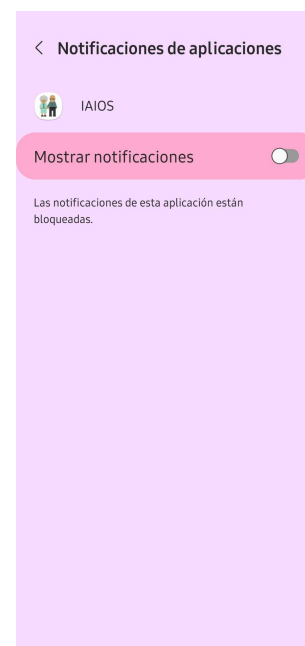 Notificaciones de aplicaciones
IAIOS
Mostrar notificaciones
Las notificaciones de esta aplicación están
bloqueadas.